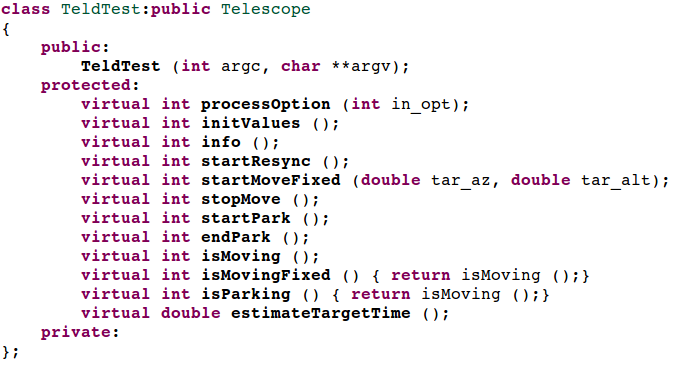 class TeldTest:public Telescope
{
    public:
        TeldTest (int argc, char **argv);
    protected:
        virtual int processOption (int in_opt);
        virtual int initValues ();
        virtual int info ();
        virtual int startResync ();
        virtual int startMoveFixed (double tar_az, double tar_alt);
        virtual int stopMove ();
        virtual int startPark ();
        virtual int endPark ();
        virtual int isMoving ();
        virtual int isMovingFixed () { return isMoving ();}
        virtual int isParking () { return isMoving ();}
        virtual double estimateTargetTime ();
    private:
};